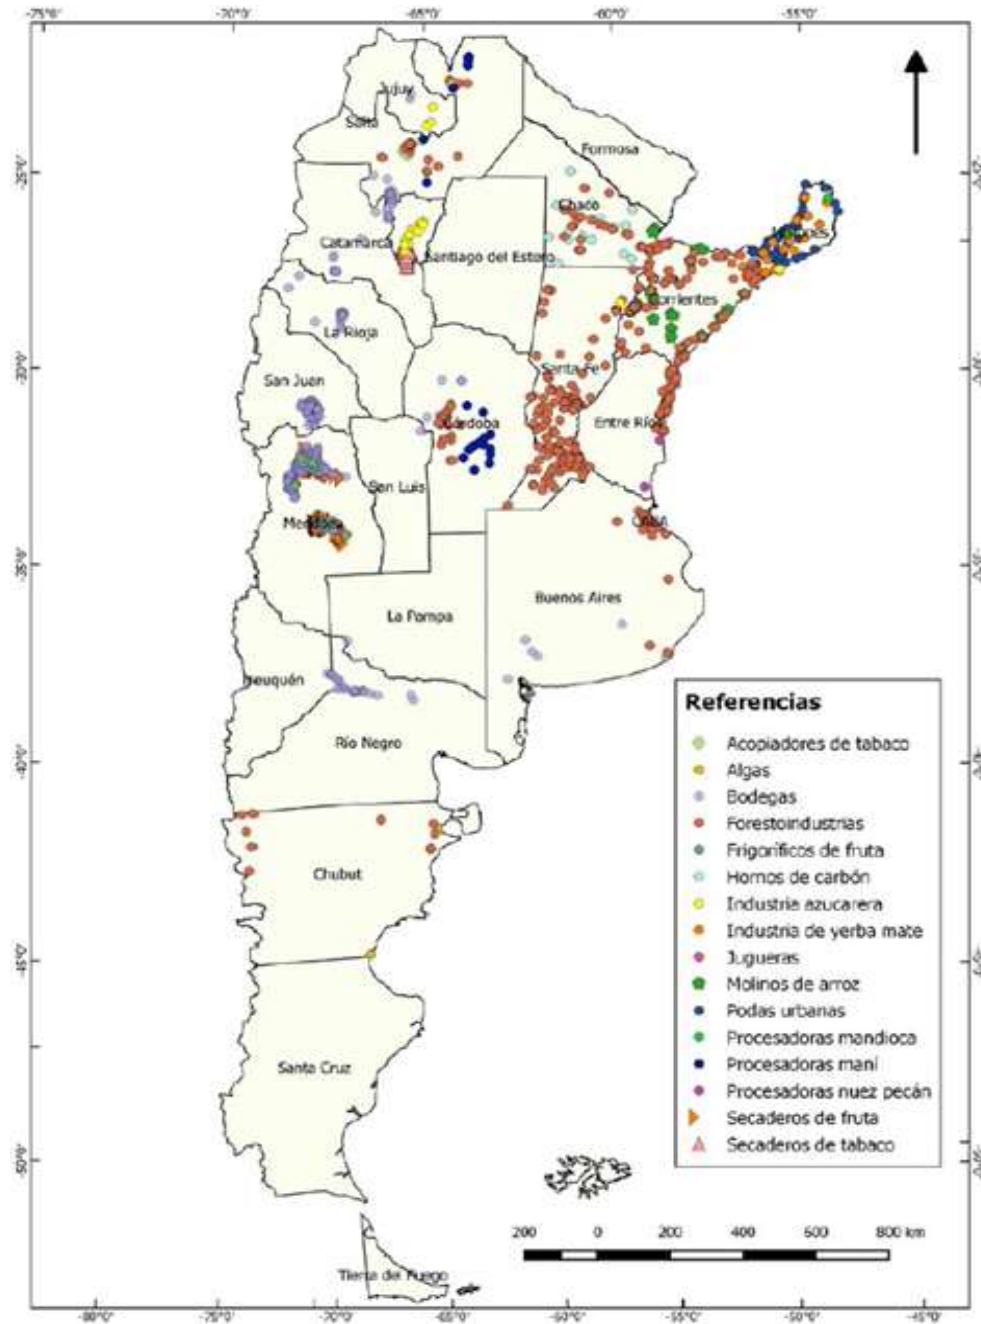 -75°0' -70°0' -65°0' -60°0' -55°0'
Jujuy
Salta
Formosa
-25°0'
Chaco
Catamarca
Santiago del Estero
Corrientes
La Rioja
Santa Fe
San Juan
Córdoba
Entre Ríos
San Luis
Mendoza
CABA
-35°0'
Buenos Aires
La Pampa
Neuquén
Referencias
Río Negro
Acopiadores de tabaco
-40°0'
Algas
Bodegas
Forestoindustrias
Frigoríficos de fruta
Chubut
Hornos de carbón
Industria azucarera
Industria de yerba mate
-45°0'
Jugueras
Molinos de arroz
Podas urbanas
Procesadoras mandioca
Santa Cruz
Procesadoras maní
Procesadoras nuez pecán
Secaderos de fruta
Secaderos de tabaco
-50°0'
200 0 200 400 600 800 km
Tierra del Fuego
-80°0' -70°0' -65°0' -60°0' -55°0' -50°0' -45°0'